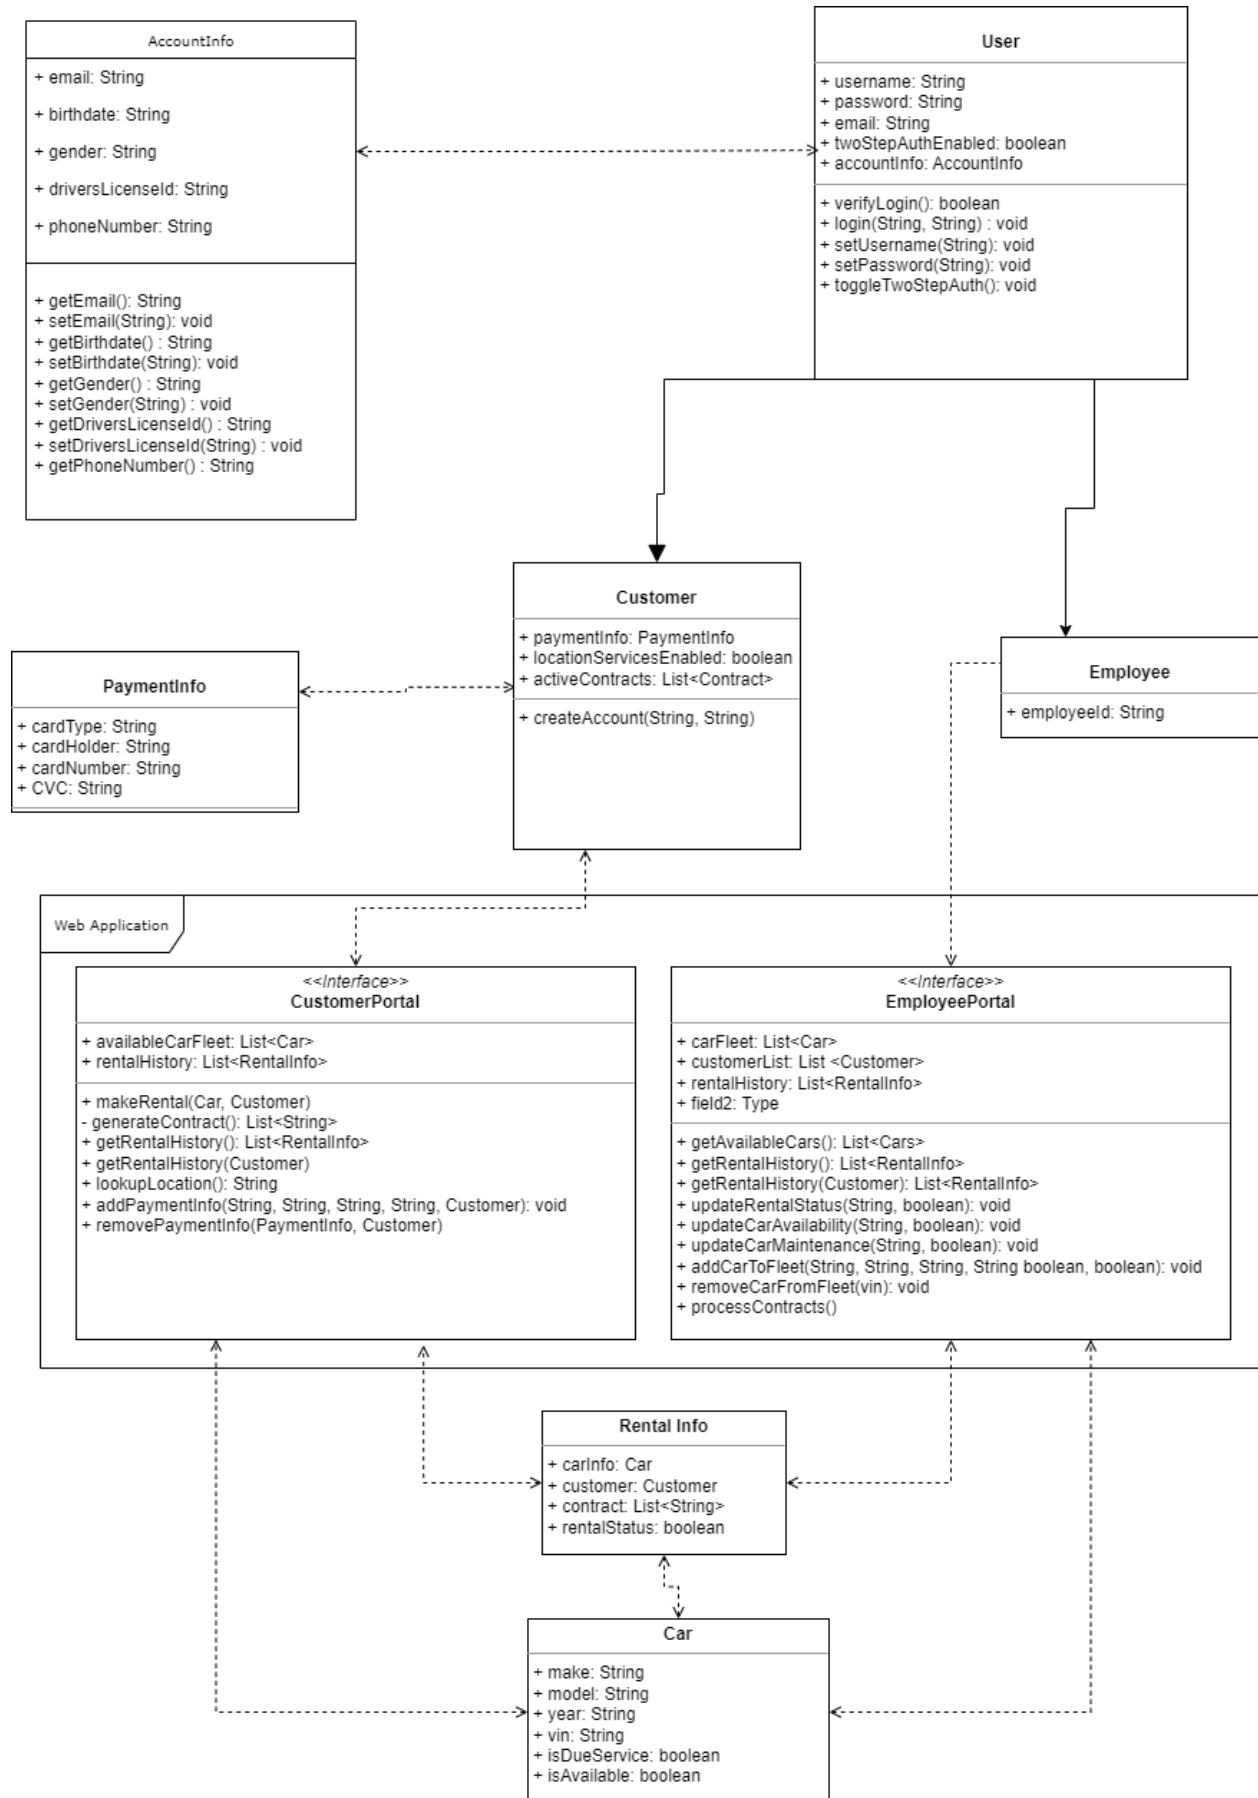 AccountInfo
+ email: String
+ birthdate: String
+ gender: String
+ driversLicenseId: String
+ phoneNumber: String
+ getEmail(): String
+ setEmail(String): void
+ getBirthdate() : String
+ setBirthdate(String): void
+ getGender() : String
+ setGender(String) : void
+ getDriversLicenseId() : String
+ setDriversLicenseId(String) : void
+ getPhoneNumber() : String
User
+ username: String
+ password: String
+ email: String
+ twoStepAuthEnabled: boolean
+ accountInfo: AccountInfo
+ verifyLogin(): boolean
+ login(String, String) : void
+ setUsername(String): void
+ setPassword(String): void
+ toggleTwoStepAuth(): void
Customer
+ paymentInfo: PaymentInfo
+ locationServicesEnabled: boolean
+ activeContracts: List<Contract>
+ createAccount(String, String)
PaymentInfo
+ cardType: String
+ cardHolder: String
+ cardNumber: String
+ CVC: String
Employee
+ employeeId: String
Web Application
<<Interface>>
CustomerPortal
+ availableCarFleet: List<Car>
+ rentalHistory: List<RentalInfo>
+ makeRental(Car, Customer)
- generateContract(): List<String>
+ getRentalHistory(): List<RentalInfo>
+ getRentalHistory(Customer)
+ lookupLocation(): String
+ addPaymentInfo(String, String, String, String, Customer): void
+ removePaymentInfo(PaymentInfo, Customer)
<<Interface>>
EmployeePortal
+ carFleet: List<Car>
+ customerList: List <Customer>
+ rentalHistory: List<RentalInfo>
+ field2: Type
+ getAvailableCars(): List<Cars>
+ getRentalHistory(): List<RentalInfo>
+ getRentalHistory(Customer): List<RentalInfo>
+ updateRentalStatus(String, boolean): void
+ updateCarAvailability(String, boolean): void
+ updateCarMaintenance(String, boolean): void
+ addCarToFleet(String, String, String, String boolean, boolean): void
+ removeCarFromFleet(vin): void
+ processContracts()
Rental Info
+ carInfo: Car
+ customer: Customer
+ contract: List<String>
+ rentalStatus: boolean
Car
+ make: String
+ model: String
+ year: String
+ vin: String
+ isDueService: boolean
+ isAvailable: boolean